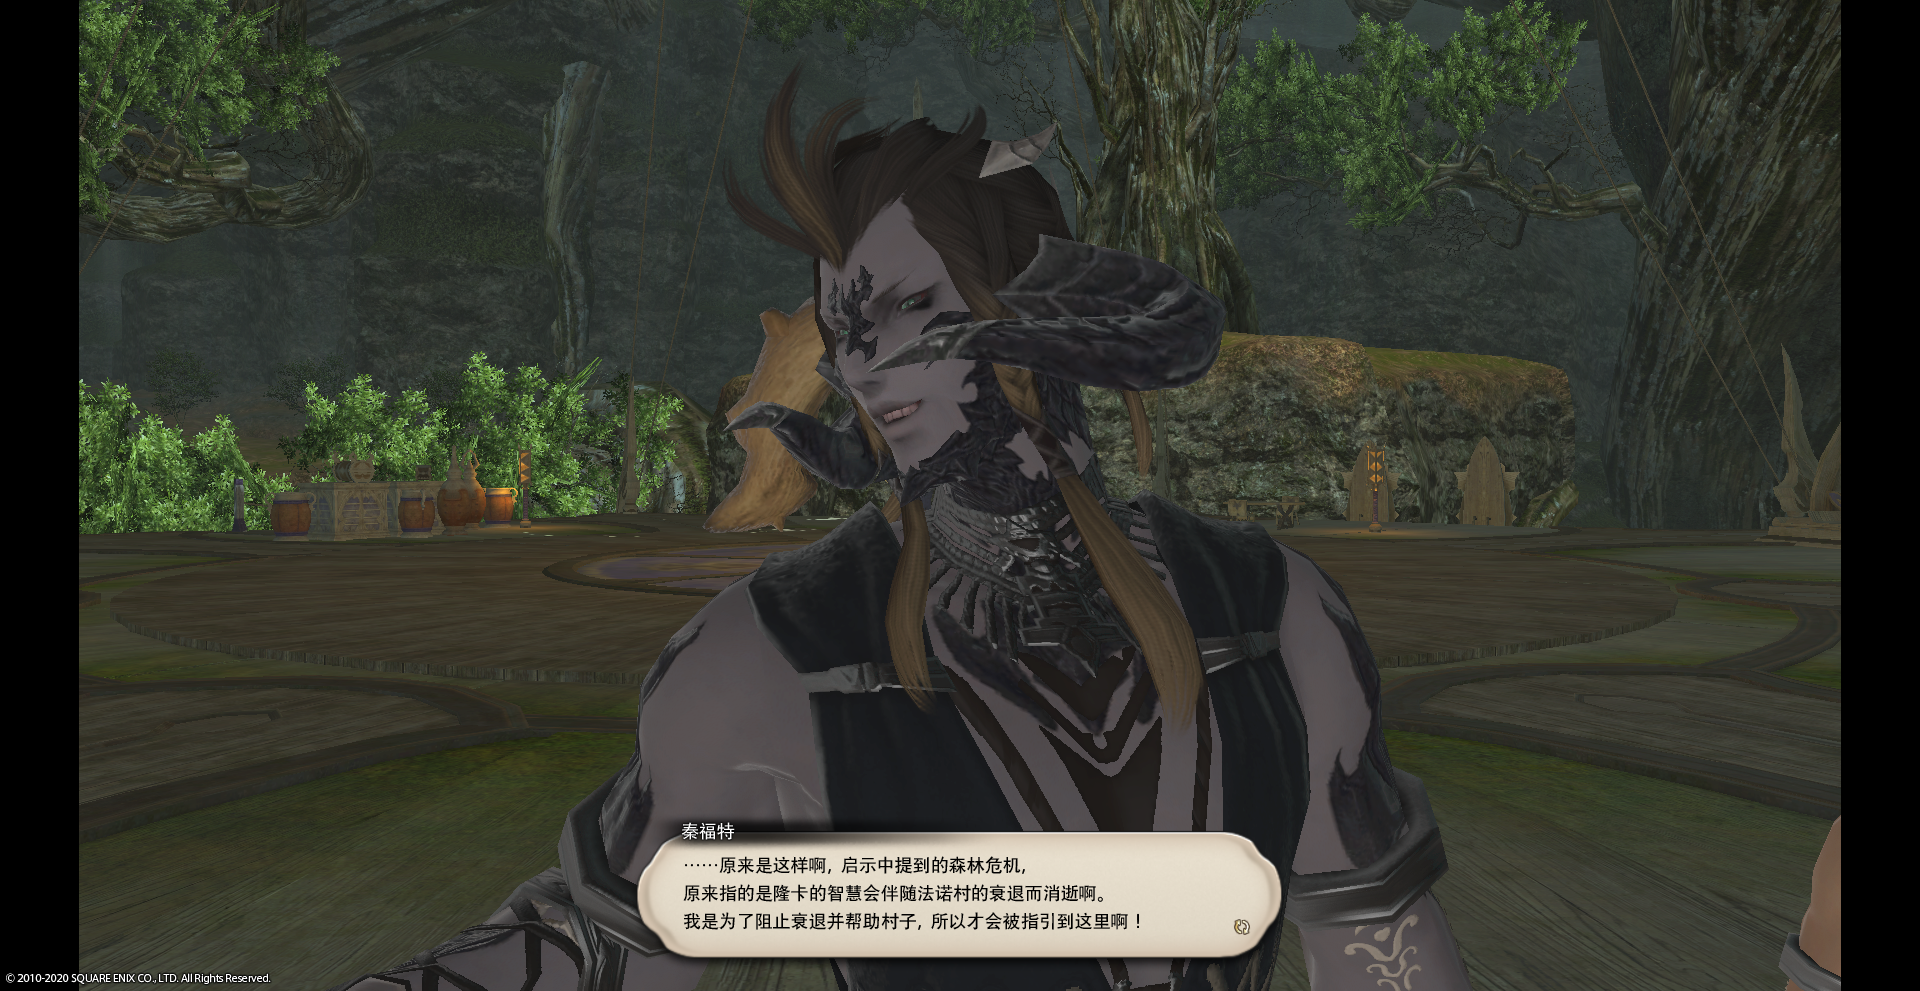 秦福特
……原来是这样啊，启示中提到的森林危机，
原来指的是隆卡的智慧会伴随法诺村的衰退而消逝啊。
我是为了阻止衰退并帮助村子，所以才会被指引到这里啊！
© 2010-2020 SQUARE ENIX CO., LTD. All Rights Reserved.